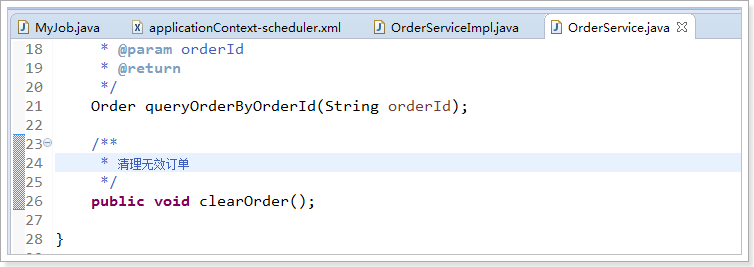 MyJob.java applicationContext-scheduler.xml OrderServiceImpl.java OrderService.java
18 * @param orderId
19 * @return
20 */
21 Order queryOrderByOrderId(String orderId);
22
23 /**
24 * 清理无效订单
25 */
26 public void clearOrder();
27
28 }